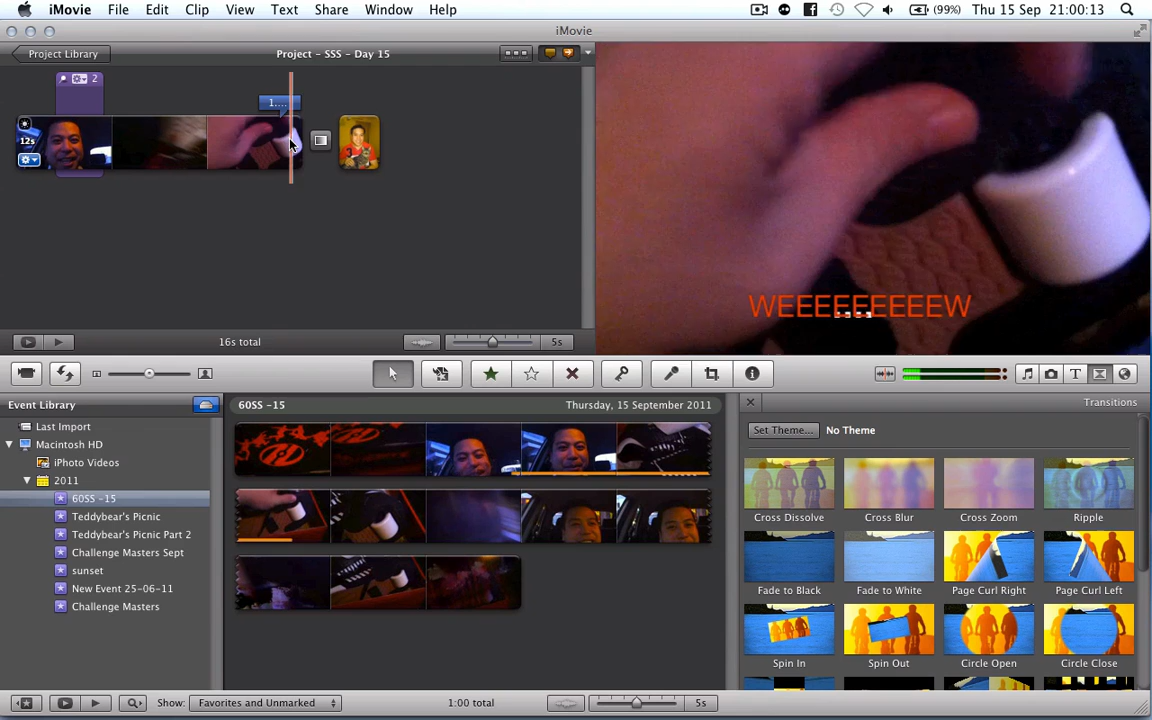 iMovie File Edit Clip View Text Share Window Help (99%) Thu 15 Sep 21:00:13
iMovie
Project Library
Project - SSS - Day 15
2
1....
12s
WEEEEEEEEEW
16s total
5s
Event Library
60SS -15
Thursday, 15 September 2011
Transitions
Last Import
Macintosh HD
iPhoto Videos
2011
60SS -15
Teddybear's Picnic
Teddybear's Picnic Part 2
Challenge Masters Sept
sunset
New Event 25-06-11
Challenge Masters
Set Theme...
No Theme
Cross Dissolve
Cross Blur
Cross Zoom
Ripple
Fade to Black
Fade to White
Page Curl Right
Page Curl Left
Spin In
Spin Out
Circle Open
Circle Close
Show: Favorites and Unmarked
1:00 total
5s